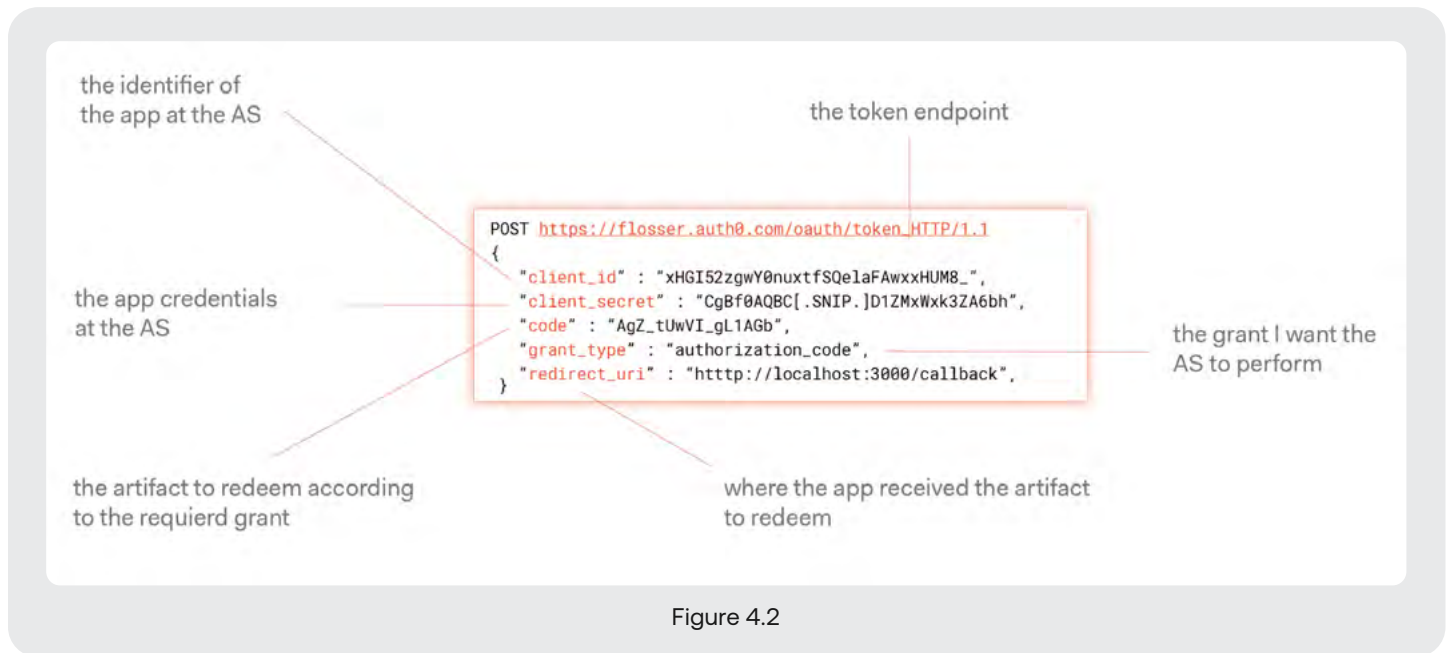 the identifier of
the app at the AS
the token endpoint
POST https://flosser.auth0.com/oauth/token_HTTP/1.1
{
"client_id" : "xHGI52zgwY0nuxtfSQelaFAwxxHUM8_",
"client_secret" : "CgBf0AQBC[.SNIP.]D1ZMxWxk3ZA6bh",
"code" : "AgZ_tUwVI_gL1AGb",
"grant_type" : "authorization_code",
"redirect_uri" : "htttp://localhost:3000/callback",
}
the app credentials
at the AS
the grant I want the
AS to perform
the artifact to redeem according
to the requierd grant
where the app received the artifact
to redeem
Figure 4.2